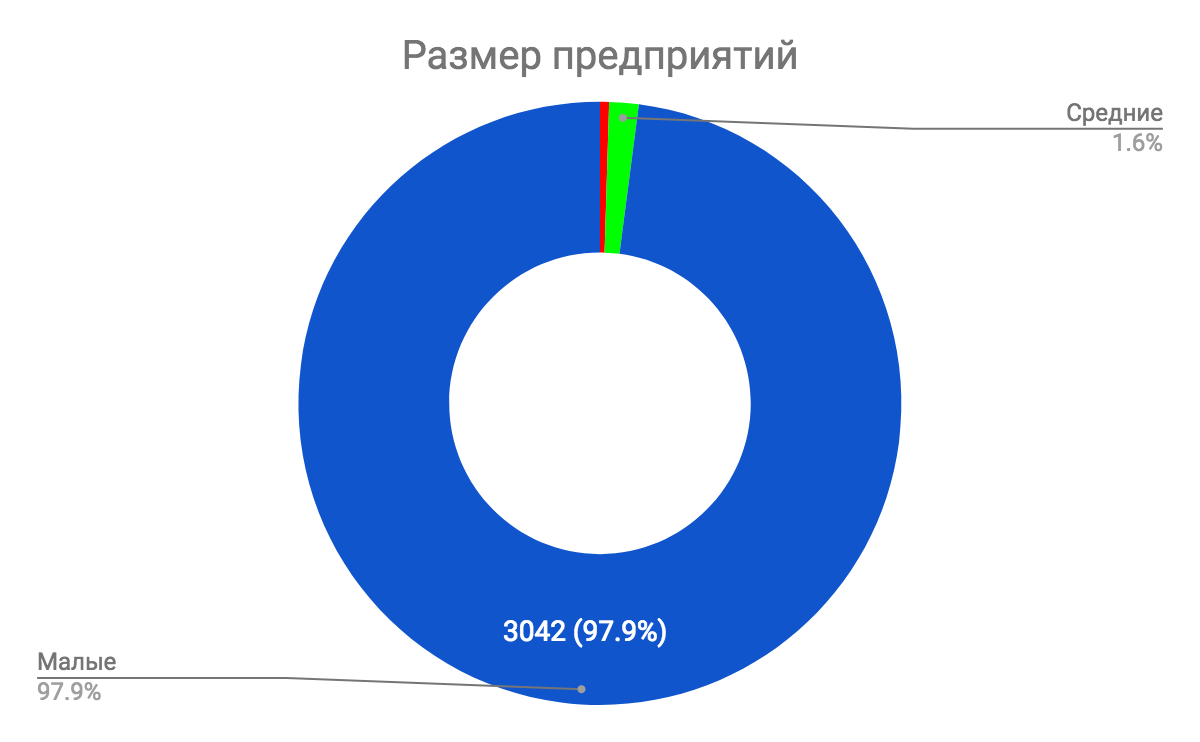 Размер предприятий
Средние
1.6%
3042 (97.9%)
Малые
97.9%